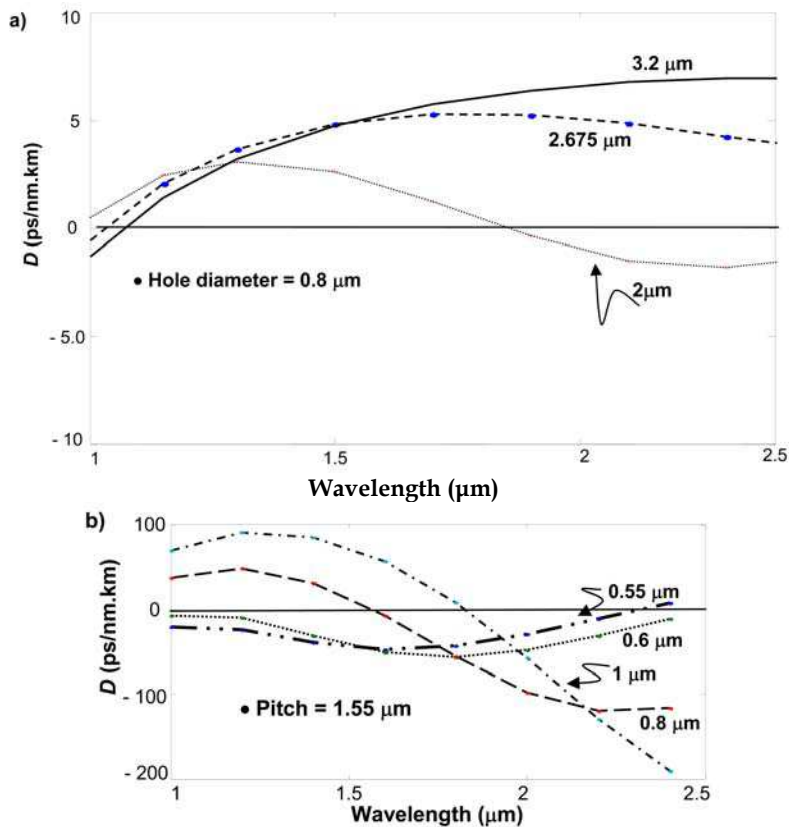 a)
10
5
0
- 5.0
- 10
D (ps/nm.km)
3.2 µm
2.675 µm
2µm
• Hole diameter = 0.8 µm
1
1.5
2
2.5
Wavelength (µm)
b)
100
0
- 100
- 200
D (ps/nm.km)
0.55 µm
0.6 µm
1 µm
0.8 µm
• Pitch = 1.55 µm
1
1.5
2
2.5
Wavelength (µm)